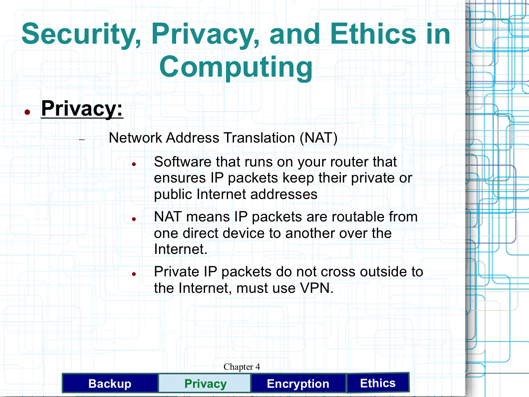 Security, Privacy, and Ethics in
Computing
• Privacy:
– Network Address Translation (NAT)
• Software that runs on your router that
ensures IP packets keep their private or
public Internet addresses
• NAT means IP packets are routable from
one direct device to another over the
Internet.
• Private IP packets do not cross outside to
the Internet, must use VPN.
Chapter 4
Backup Privacy Encryption Ethics